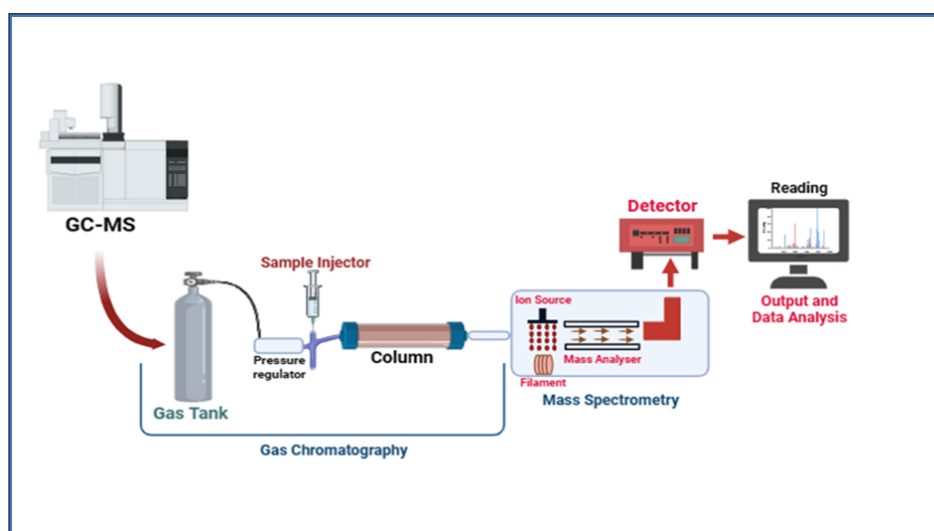 GC-MS
Gas Tank
Pressure
regulator
Sample Injector
Column
Gas Chromatography
Ion Source
Mass Analyser
Filament
Mass Spectrometry
Detector
Reading
Output and
Data Analysis